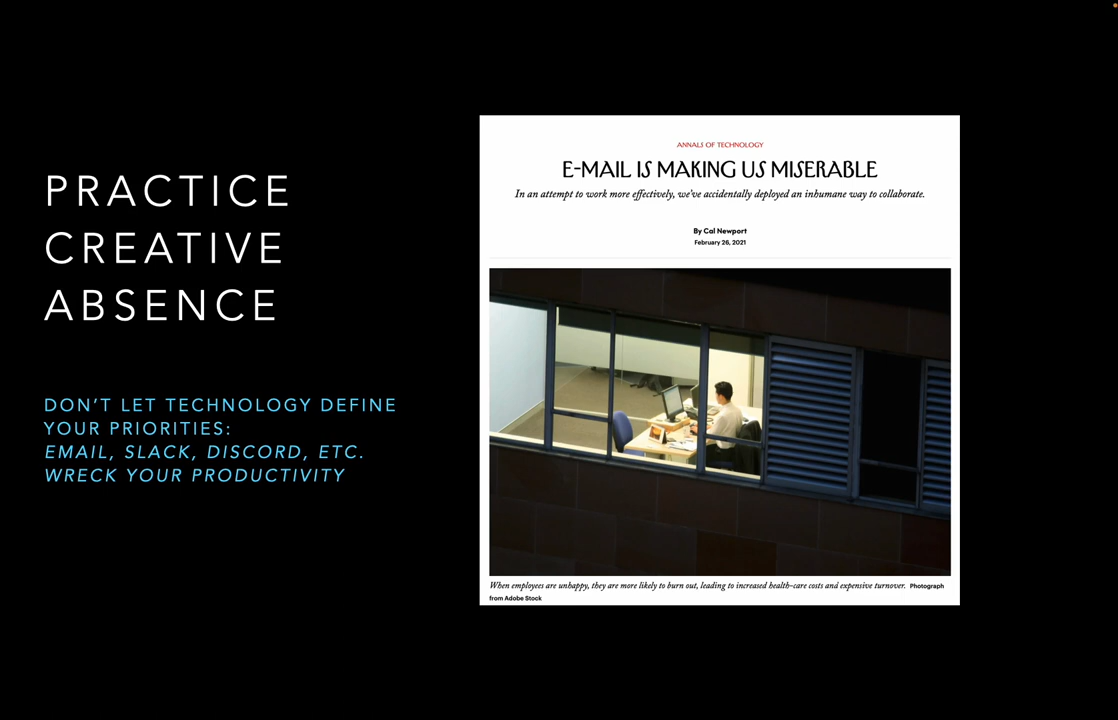 PRACTICE
CREATIVE
ABSENCE
DON'T LET TECHNOLOGY DEFINE
YOUR PRIORITIES:
EMAIL, SLACK, DISCORD, ETC.
WRECK YOUR PRODUCTIVITY
ANNALS OF TECHNOLOGY
E-MAIL IS MAKING US MISERABLE
In an attempt to work more effectively, we've accidentally deployed an inhumane way to collaborate.
By Cal Newport
February 26, 2021
When employees are unhappy, they are more likely to burn out, leading to increased health-care costs and expensive turnover. Photograph
from Adobe Stock